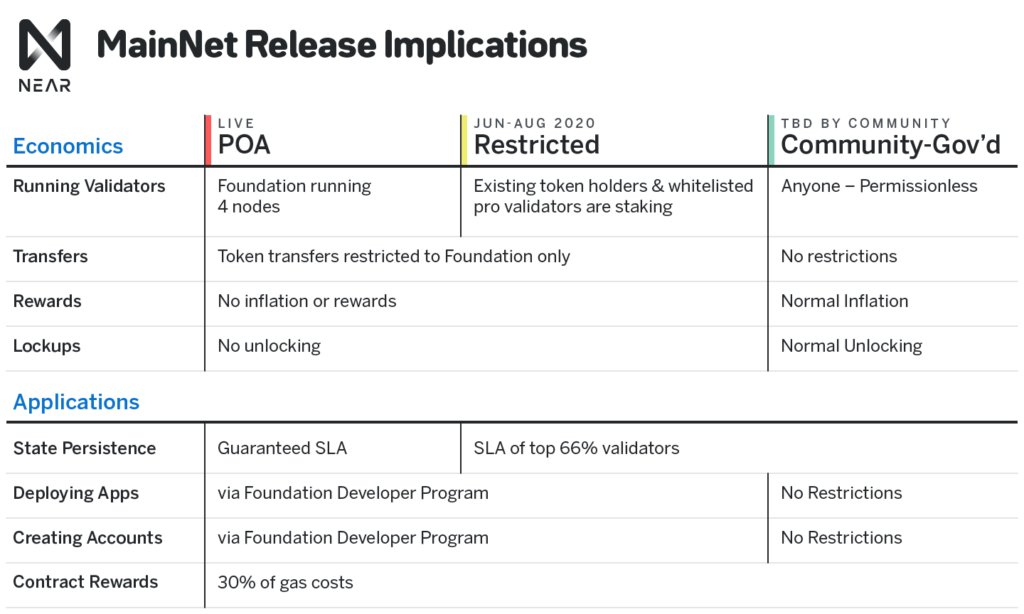 MainNet Release Implications
NEAR
Economics
LIVE
POA
JUN-AUG 2020
Restricted
TBD BY COMMUNITY
Community-Gov’d
Running Validators
Foundation running
4 nodes
Existing token holders & whitelisted
pro validators are staking
Anyone – Permissionless
Transfers
Token transfers restricted to Foundation only
No restrictions
Rewards
No inflation or rewards
Normal Inflation
Lockups
No unlocking
Normal Unlocking
Applications
State Persistence
Guaranteed SLA
SLA of top 66% validators
Deploying Apps
via Foundation Developer Program
No Restrictions
Creating Accounts
via Foundation Developer Program
No Restrictions
Contract Rewards
30% of gas costs